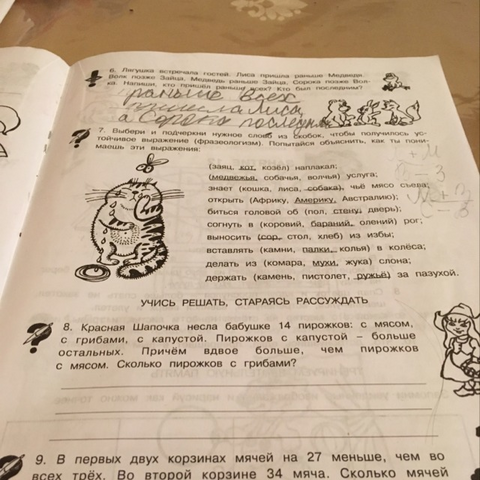 6. Лягушка встречала гостей. Лиса пришла раньше Медведя,
Волк позже Зайца, Медведь раньше Зайца, Сорока позже Вол-
ка. Напиши, кто пришёл раньше всех? Кто был последним?
раньше всех
пришла Лиса
а Сорока последняя
7. Выбери и подчеркни нужное слово из скобок, чтобы получилось ус-
тойчивое выражение (фразеологизм). Попытайся объяснить, как ты пони-
маешь эти выражения:
(заяц, кот, козёл) наплакал;
(медвежья, собачья, волчья) услуга;
знает (кошка, лиса, собака), чьё мясо съела;
открыть (Африку, Америку, Австралию);
биться головой об (пол, стену, дверь);
согнуть в (коровий, бараний, олений) рог;
выносить (сор, стол, хлеб) из избы;
вставлять (камни, палки, колья) в колёса;
делать из (комара, мухи, жука) слона;
держать (камень, пистолет, ружьё) за пазухой.
УЧИСЬ РЕШАТЬ, СТАРАЯСЬ РАССУЖДАТЬ
8. Красная Шапочка несла бабушке 14 пирожков: с мясом,
с грибами, с капустой. Пирожков с капустой – больше
остальных. Причём вдвое больше, чем пирожков
с мясом. Сколько пирожков с грибами?
9. В первых двух корзинах мячей на 27 меньше, чем во
всех трёх. Во второй корзине 34 мяча. Сколько мячей